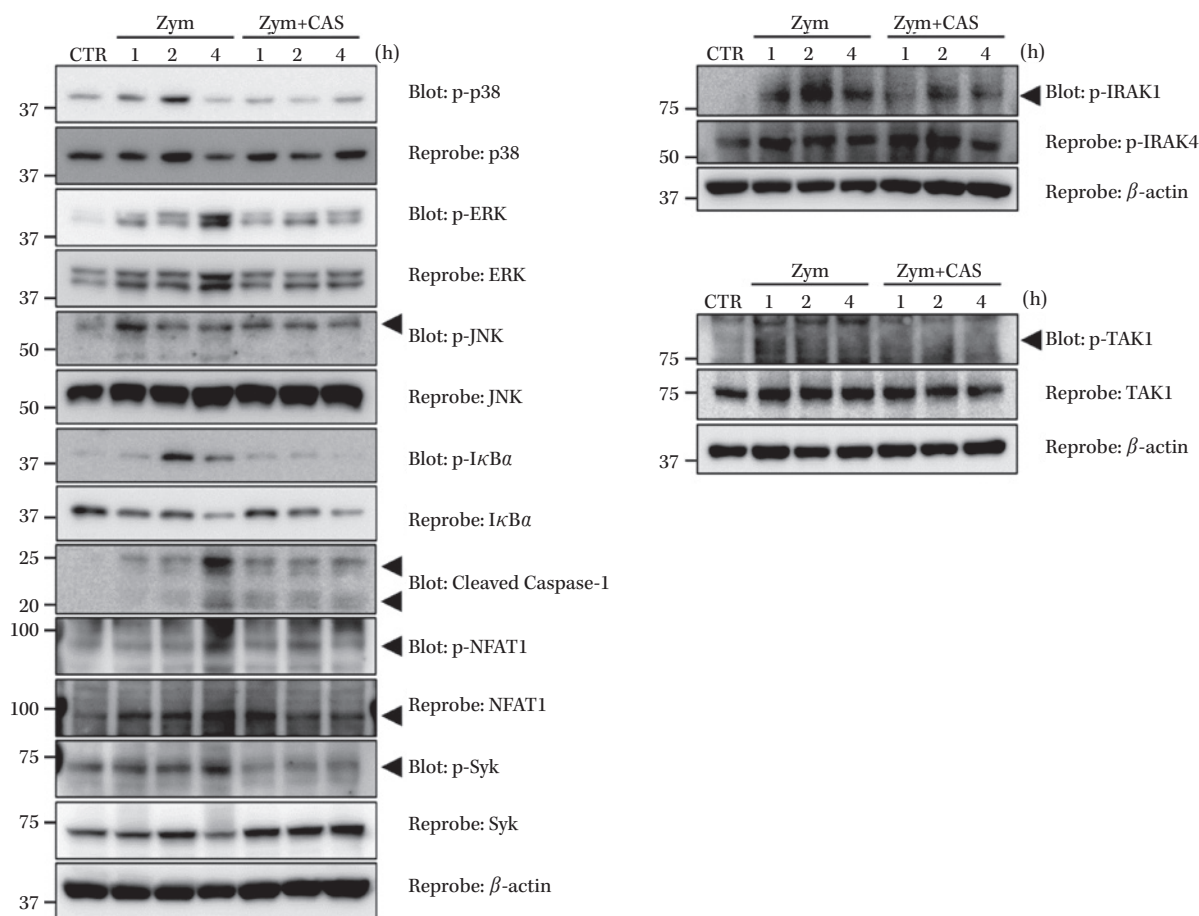 Zym Zym+CAS
CTR 1 2 4 1 2 4 (h)
37 Blot: p-p38
37 Reprobe: p38
37 Blot: p-ERK
37 Reprobe: ERK
50 Blot: p-JNK
50 Reprobe: JNK
37 Blot: p-IκBα
37 Reprobe: IκBα
25
Blot: Cleaved Caspase-1
20
100
Blot: p-NFAT1
100 Reprobe: NFAT1
75 Blot: p-Syk
75 Reprobe: Syk
37 Reprobe: β-actin
Zym Zym+CAS
CTR 1 2 4 1 2 4 (h)
75 Blot: p-IRAK1
50 Reprobe: p-IRAK4
37 Reprobe: β-actin
Zym Zym+CAS
CTR 1 2 4 1 2 4 (h)
75 Blot: p-TAK1
75 Reprobe: TAK1
37 Reprobe: β-actin